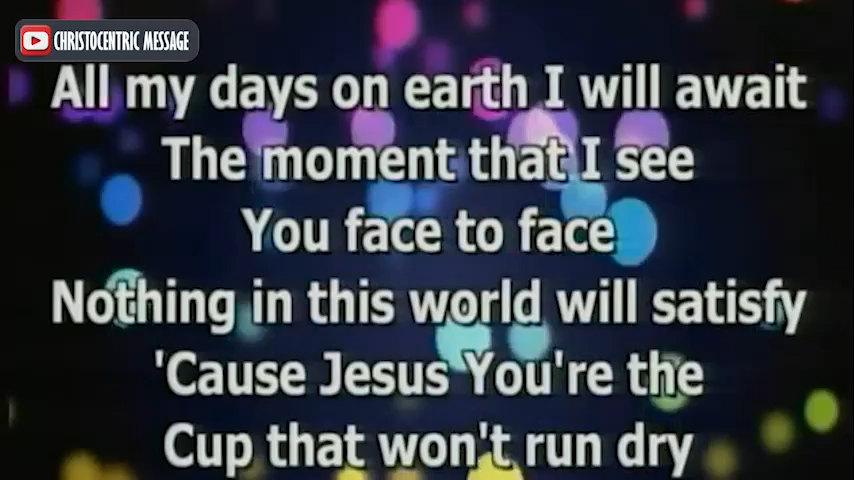 CHRISTOCENTRIC MESSAGE
All my days on earth I will await
The moment that I see
You face to face
Nothing in this world will satisfy
'Cause Jesus You're the
Cup that won't run dry